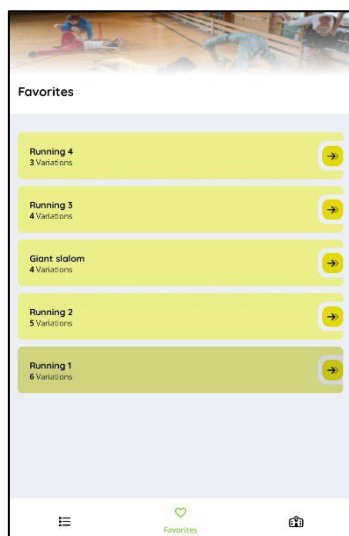 Favorites
Running 4
3 Variations
Running 3
4 Variations
Giant slalom
4 Variations
Running 2
5 Variations
Running 1
6 Variations
Favorites